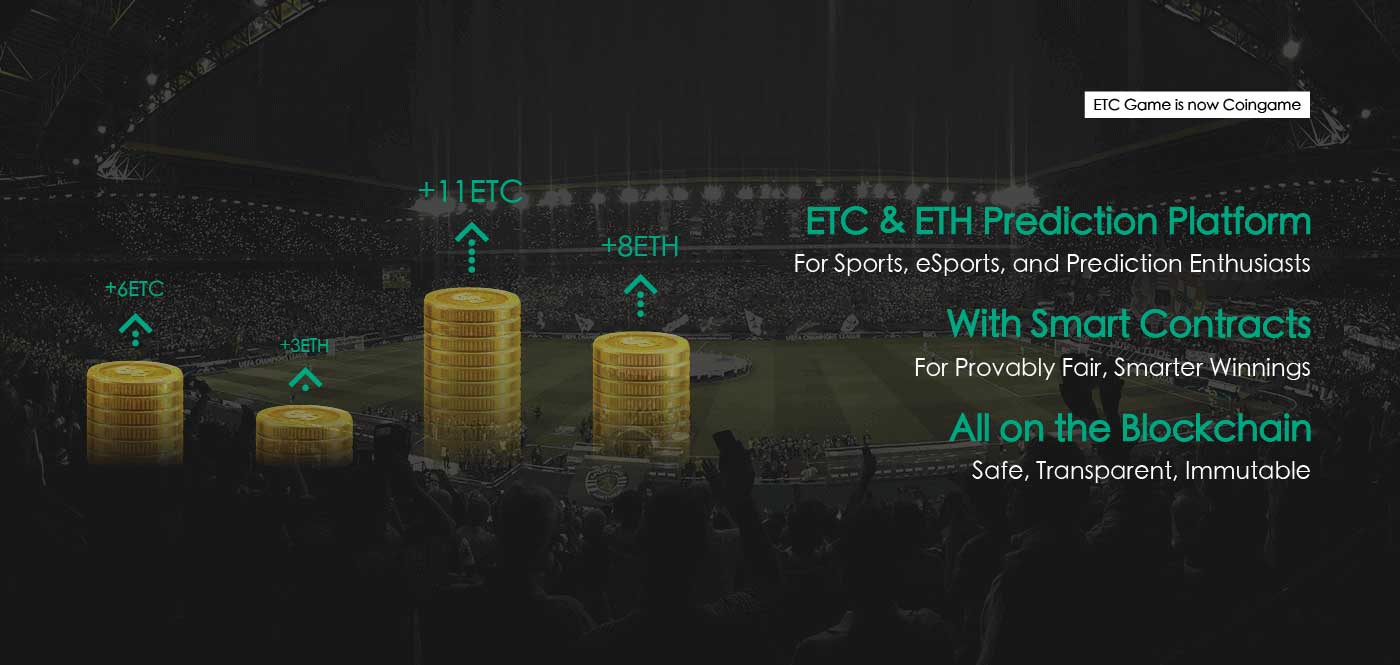 ETC Game is now Coingame
+11ETC
+8ETH
+6ETC
+3ETH
ETC & ETH Prediction Platform
For Sports, eSports, and Prediction Enthusiasts
With Smart Contracts
For Provably Fair, Smarter Winnings
All on the Blockchain
Safe, Transparent, Immutable